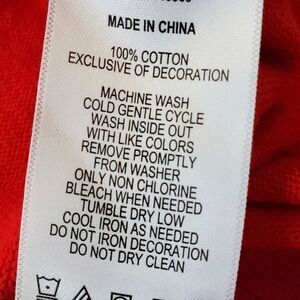 MADE IN CHINA
100% COTTON
EXCLUSIVE OF DECORATION
MACHINE WASH
COLD GENTLE CYCLE
WASH INSIDE OUT
WITH LIKE COLORS
REMOVE PROMPTLY
FROM WASHER
ONLY NON CHLORINE
BLEACH WHEN NEEDED
TUMBLE DRY LOW
COOL IRON AS NEEDED
DO NOT IRON DECORATION
DO NOT DRY CLEAN